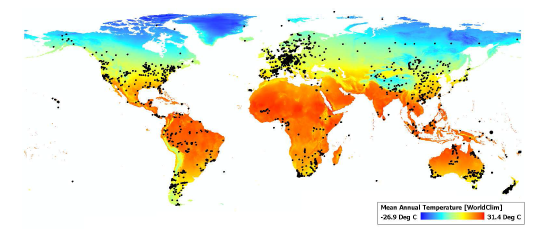 Mean Annual Temperature [WorldClim]
-26.9 Deg C 31.4 Deg C